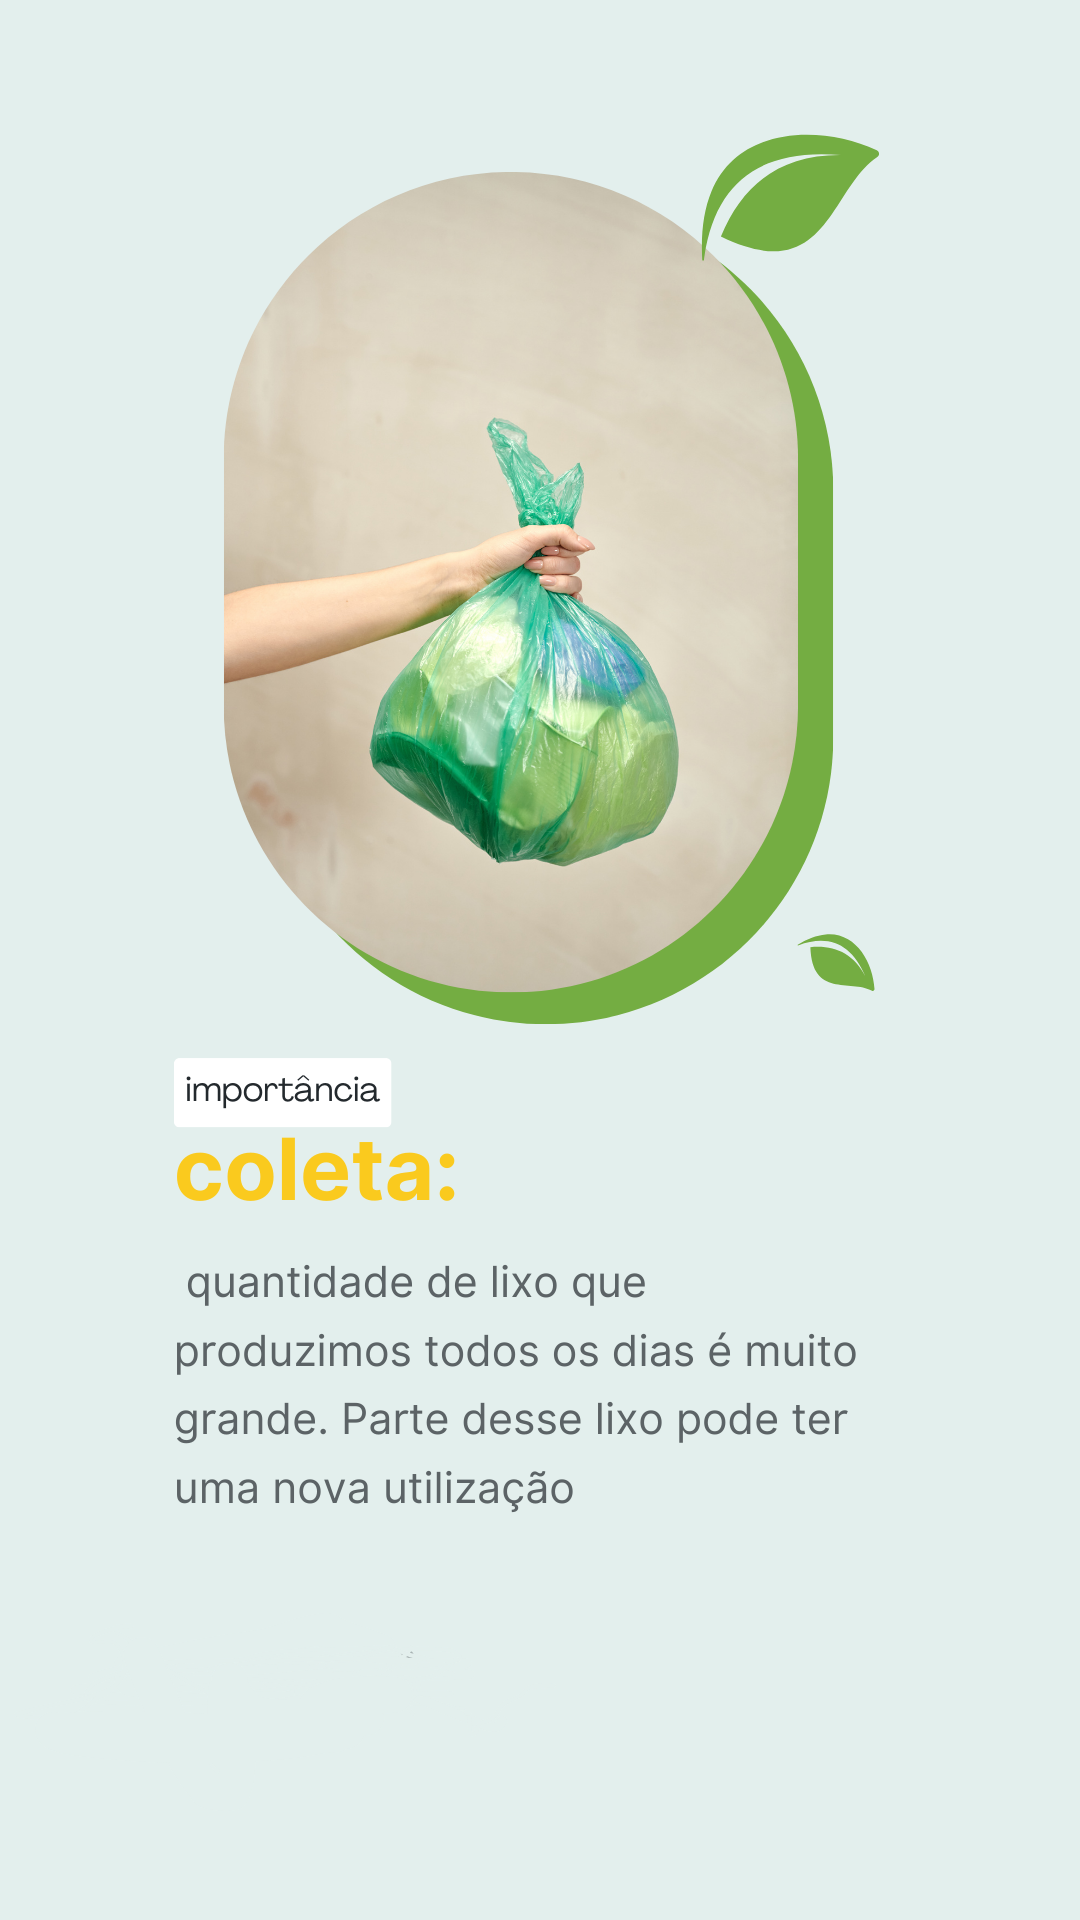 importância
coleta:
quantidade de lixo que
produzimos todos os dias é muito
grande. Parte desse lixo pode ter
uma nova utilização